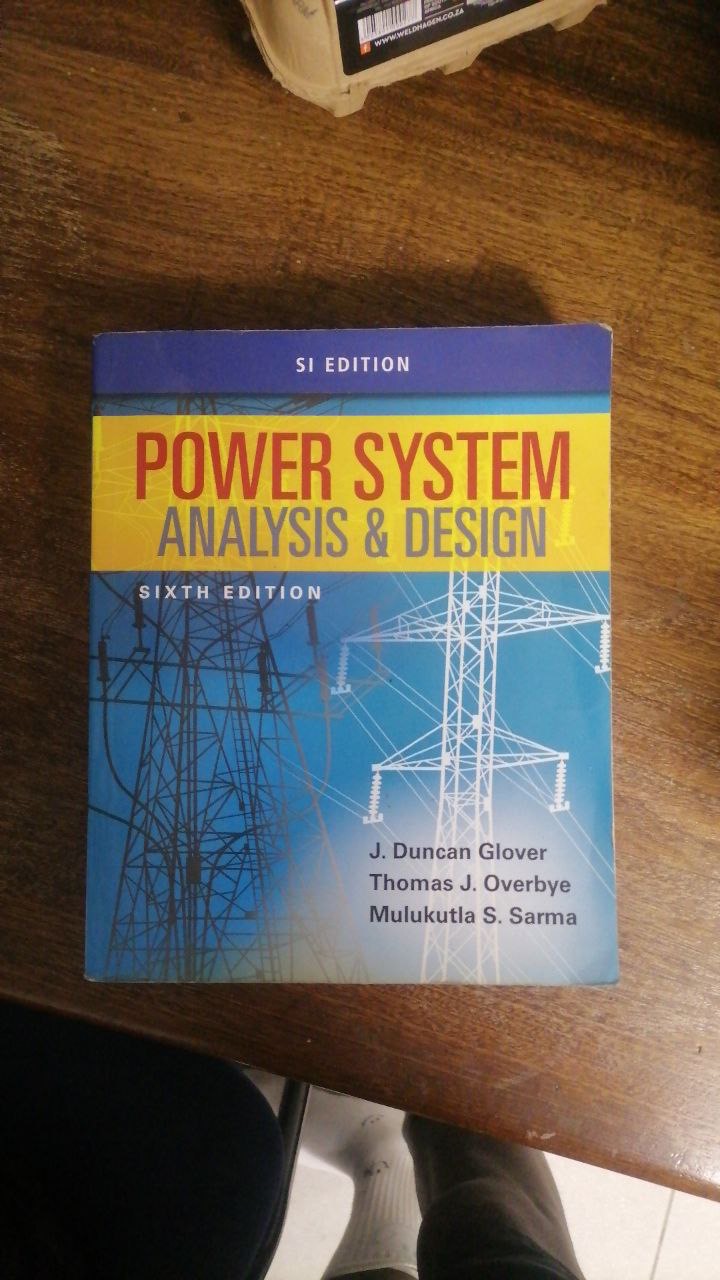 WWW.WELDHAGEN.CO.ZA
SI EDITION
POWER SYSTEM
ANALYSIS & DESIGN
SIXTH EDITION
J. Duncan Glover
Thomas J. Overbye
Mulukutla S. Sarma